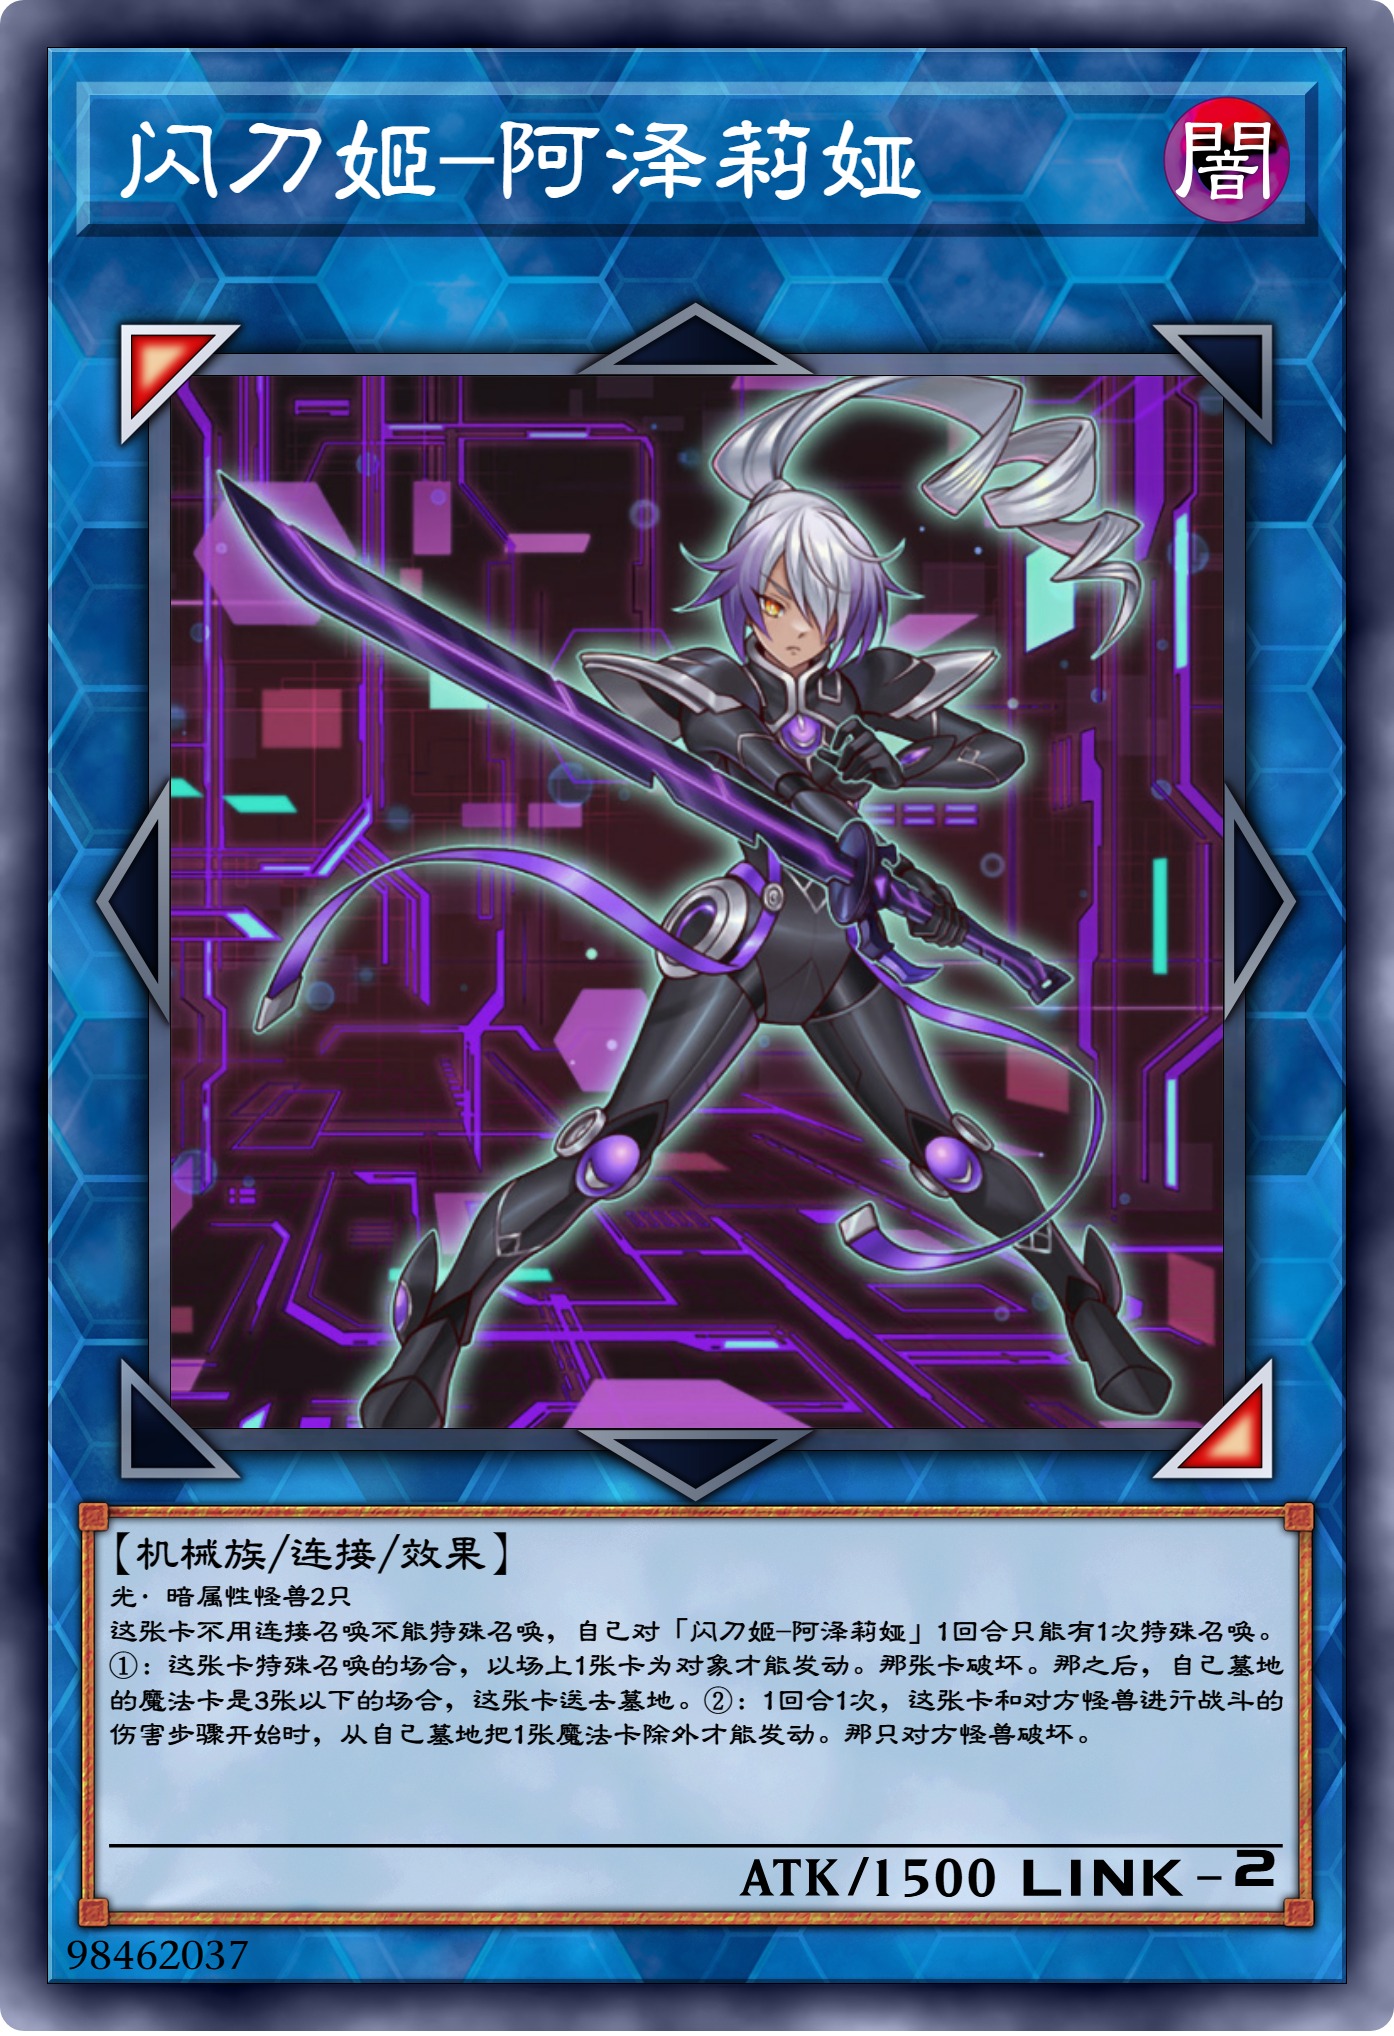 闪刀姬-阿泽莉娅
闇
【机械族/连接/效果】
光·暗属性怪兽2只
这张卡不用连接召唤不能特殊召唤，自己对「闪刀姬-阿泽莉娅」1回合只能有1次特殊召唤。
①：这张卡特殊召唤的场合，以场上1张卡为对象才能发动。那张卡破坏。那之后，自己墓地
的魔法卡是3张以下的场合，这张卡送去墓地。②：1回合1次，这张卡和对方怪兽进行战斗的
伤害步骤开始时，从自己墓地把1张魔法卡除外才能发动。那只对方怪兽破坏。
ATK/1500 LINK-2
98462037